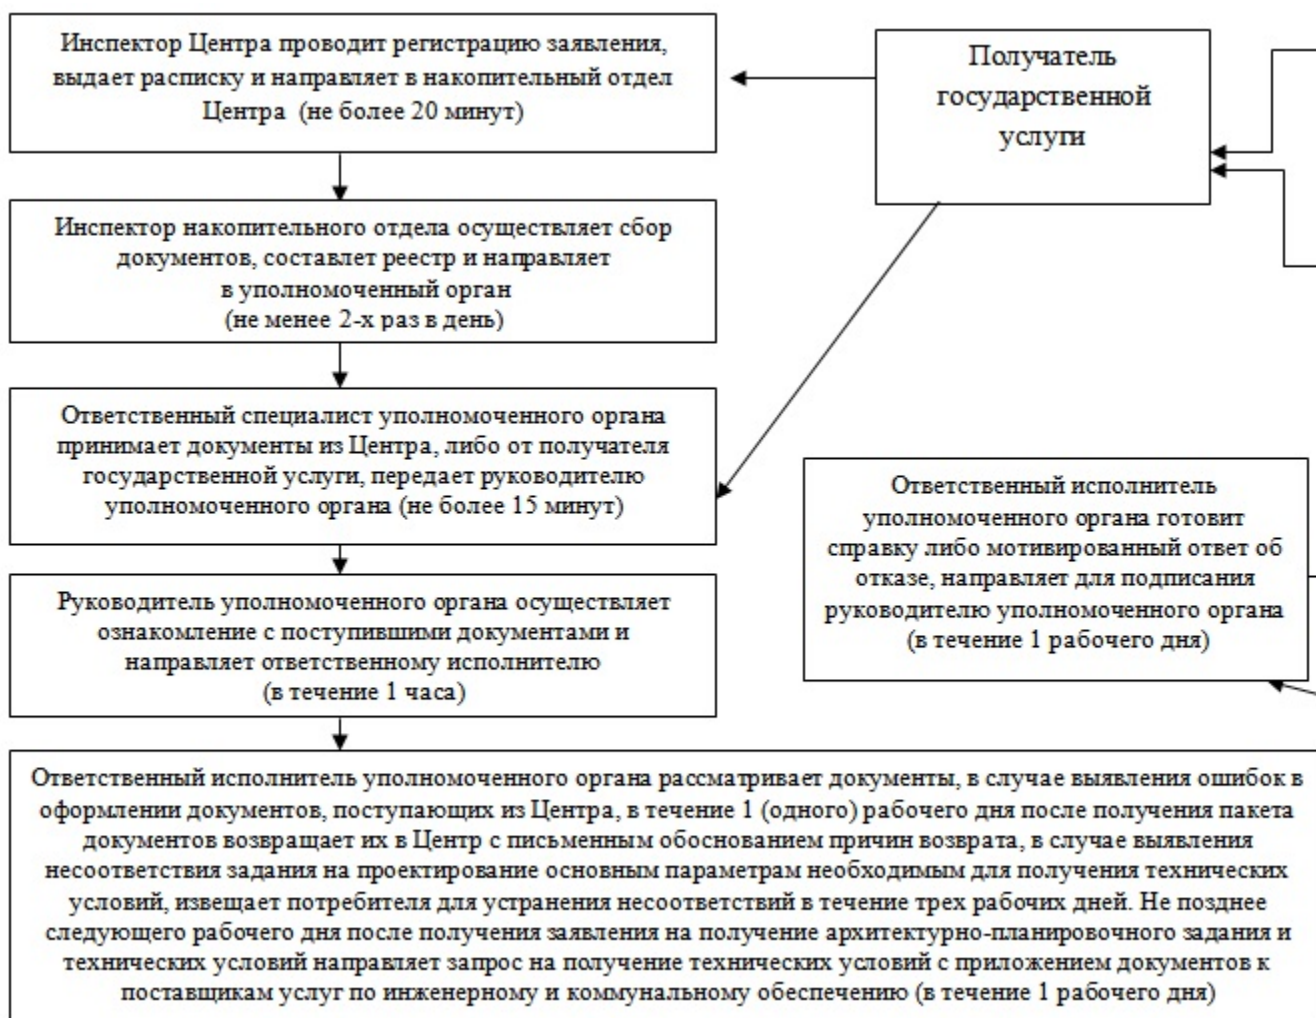 Инспектор Центра проводит регистрацию заявления,
выдает расписку и направляет в накопительный отдел
Центра (не более 20 минут)
Получатель
государственной
услуги
Инспектор накопительного отдела осуществляет сбор
документов, составлет реестр и направляет
в уполномоченный орган
(не менее 2-х раз в день)
Ответственный специалист уполномоченного органа
принимает документы из Центра, либо от получателя
государственной услуги, передает руководителю
уполномоченного органа (не более 15 минут)
Ответственный исполнитель
уполномоченного органа готовит
справку либо мотивированный ответ об
отказе, направляет для подписания
руководителю уполномоченного органа
(в течение 1 рабочего дня)
Руководитель уполномоченного органа осуществляет
ознакомление с поступившими документами и
направляет ответственному исполнителю
(в течение 1 часа)
Ответственный исполнитель уполномоченного органа рассматривает документы, в случае выявления ошибок в
оформлении документов, поступающих из Центра, в течение 1 (одного) рабочего дня после получения пакета
документов возвращает их в Центр с письменным обоснованием причин возврата, в случае выявления
несоответствия задания на проектирование основным параметрам необходимым для получения технических
условий, извещает потребителя для устранения несоответствий в течение трех рабочих дней. Не позднее
следующего рабочего дня после получения заявления на получение архитектурно-планировочного задания и
технических условий направляет запрос на получение технических условий с приложением документов к
поставщикам услуг по инженерному и коммунальному обеспечению (в течение 1 рабочего дня)